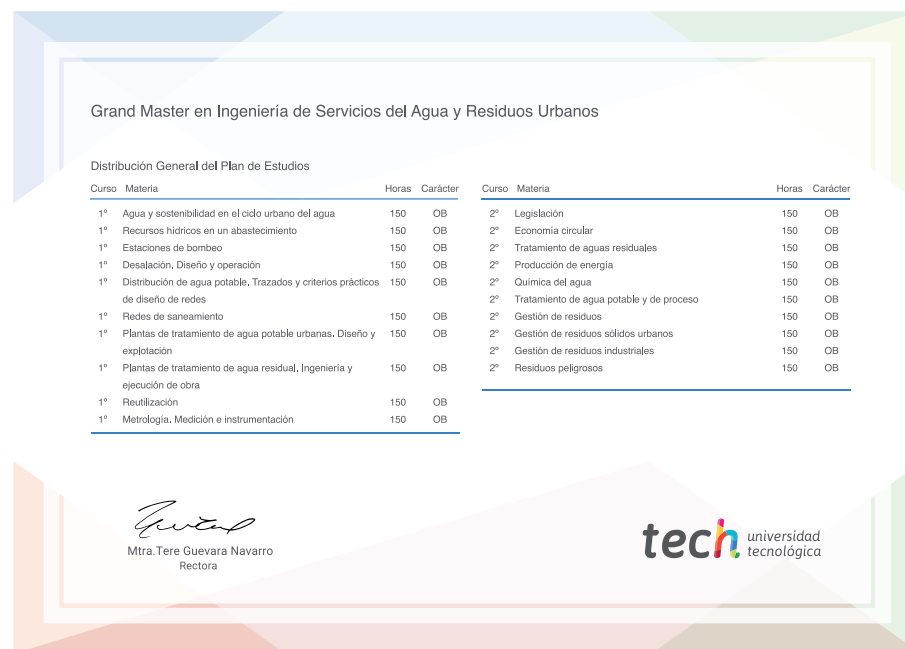 Grand Master en Ingeniería de Servicios del Agua y Residuos Urbanos
Distribución General del Plan de Estudios
Curso Materia Horas Carácter
1º Agua y sostenibilidad en el ciclo urbano del agua 150 OB
1º Recursos hídricos en un abastecimiento 150 OB
1º Estaciones de bombeo 150 OB
1º Desalación. Diseño y operación 150 OB
1º Distribución de agua potable. Trazados y criterios prácticos 150 OB
de diseño de redes
1º Redes de saneamiento 150 OB
1º Plantas de tratamiento de agua potable urbanas. Diseño y 150 OB
explotación
1º Plantas de tratamiento de agua residual. Ingeniería y 150 OB
ejecución de obra
1º Reutilización 150 OB
1º Metrología. Medición e instrumentación 150 OB
Curso Materia Horas Carácter
2º Legislación 150 OB
2º Economía circular 150 OB
2º Tratamiento de aguas residuales 150 OB
2º Producción de energía 150 OB
2º Química del agua 150 OB
2º Tratamiento de agua potable y de proceso 150 OB
2º Gestión de residuos 150 OB
2º Gestión de residuos sólidos urbanos 150 OB
2º Gestión de residuos industriales 150 OB
2º Residuos peligrosos 150 OB
Mtra.Tere Guevara Navarro
Rectora
tech universidad
tecnológica